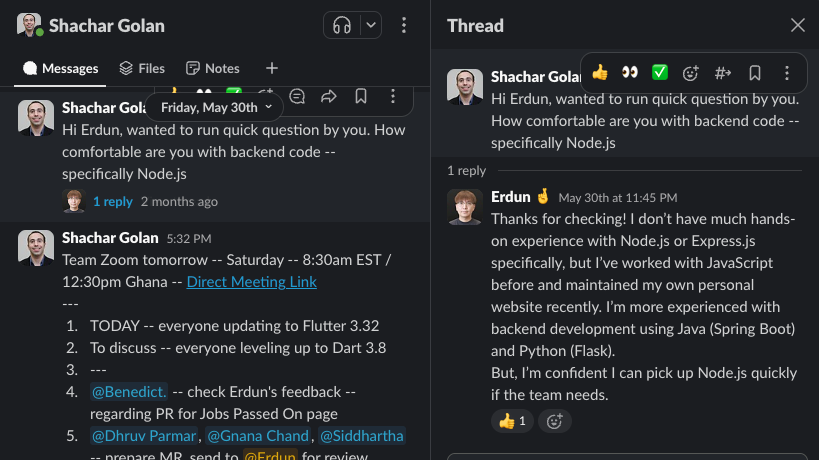 Shachar Golan
Messages
Files
Notes
Shachar Gola
Friday, May 30th
Hi Erdun, wanted to run quick question by you. How
comfortable are you with backend code --
specifically Node.js
1 reply 2 months ago
Shachar Golan 5:32 PM
Team Zoom tomorrow -- Saturday -- 8:30am EST /
12:30pm Ghana -- Direct Meeting Link
---
1. TODAY -- everyone updating to Flutter 3.32
2. To discuss -- everyone leveling up to Dart 3.8
3. ---
4. @Benedict. -- check Erdun's feedback --
regarding PR for Jobs Passed On page
5. @Dhruv Parmar, @Gnana Chand, @Siddhartha
-- prepare MR, send to @Erdun for review
Thread
Shachar Golan
Hi Erdun, wanted to run quick question by you.
How comfortable are you with backend code --
specifically Node.js
1 reply
Erdun May 30th at 11:45 PM
Thanks for checking! I don't have much hands-
on experience with Node.js or Express.js
specifically, but I've worked with JavaScript
before and maintained my own personal
website recently. I'm more experienced with
backend development using Java (Spring Boot)
and Python (Flask).
But, I'm confident I can pick up Node.js quickly
if the team needs.
1